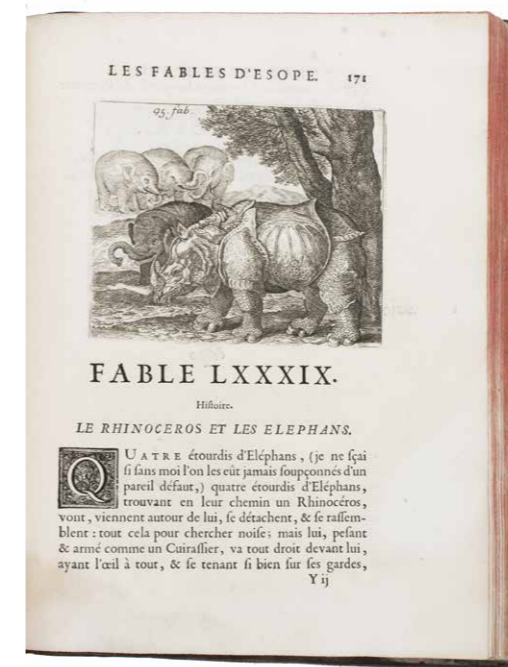 LES FABLES D'ESOPE. 171
95. fab.
FABLE LXXXIX.
Hiſtoire.
LE RHINOCEROS ET LES ELEPHANS.
QUATRE étourdis d'Eléphans, (je ne ſçai
ſi ſans moi l'on les eût jamais ſoupçonnés d'un
pareil défaut,) quatre étourdis d'Eléphans,
trouvant en leur chemin un Rhinocéros,
vont, viennent autour de lui, ſe détachent, & ſe raſſem-
blent : tout cela pour chercher noiſe; mais lui, peſant
& armé comme un Cuiraſſier, va tout droit devant lui,
ayant l'œil à tout, & ſe tenant ſi bien ſur ſes gardes,
Y ij